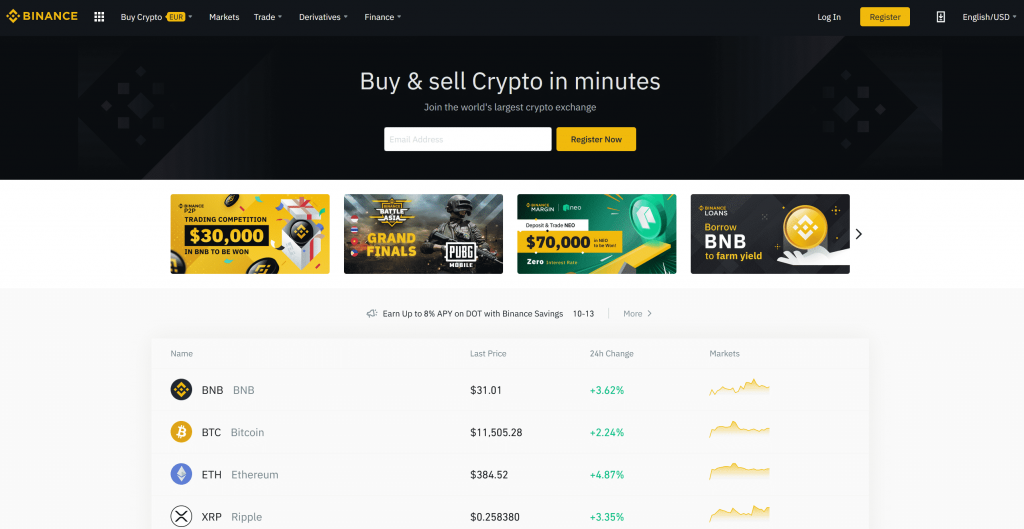 BINANCE
Buy Crypto EUR Markets Trade Derivatives Finance
Log In Register English/USD
Buy & sell Crypto in minutes
Join the world's largest crypto exchange
Email Address Register Now
BINANCE
P2P
TRADING COMPETITION
$30,000
IN BNB TO BE WON
BINANCE
BATTLE
ASIA
GRAND
FINALS
PUBG
MOBILE
BINANCE
MARGIN neo
Deposit & Trade NEO
$70,000 in NEO
to be Won!
Zero Interest Rate
BINANCE
LOANS
Borrow
BNB
to farm yield
Earn Up to 8% APY on DOT with Binance Savings 10-13 More
Name Last Price 24h Change Markets
BNB BNB $31.01 +3.62%
BTC Bitcoin $11,505.28 +2.24%
ETH Ethereum $384.52 +4.87%
XRP Ripple $0.258380 +3.35%